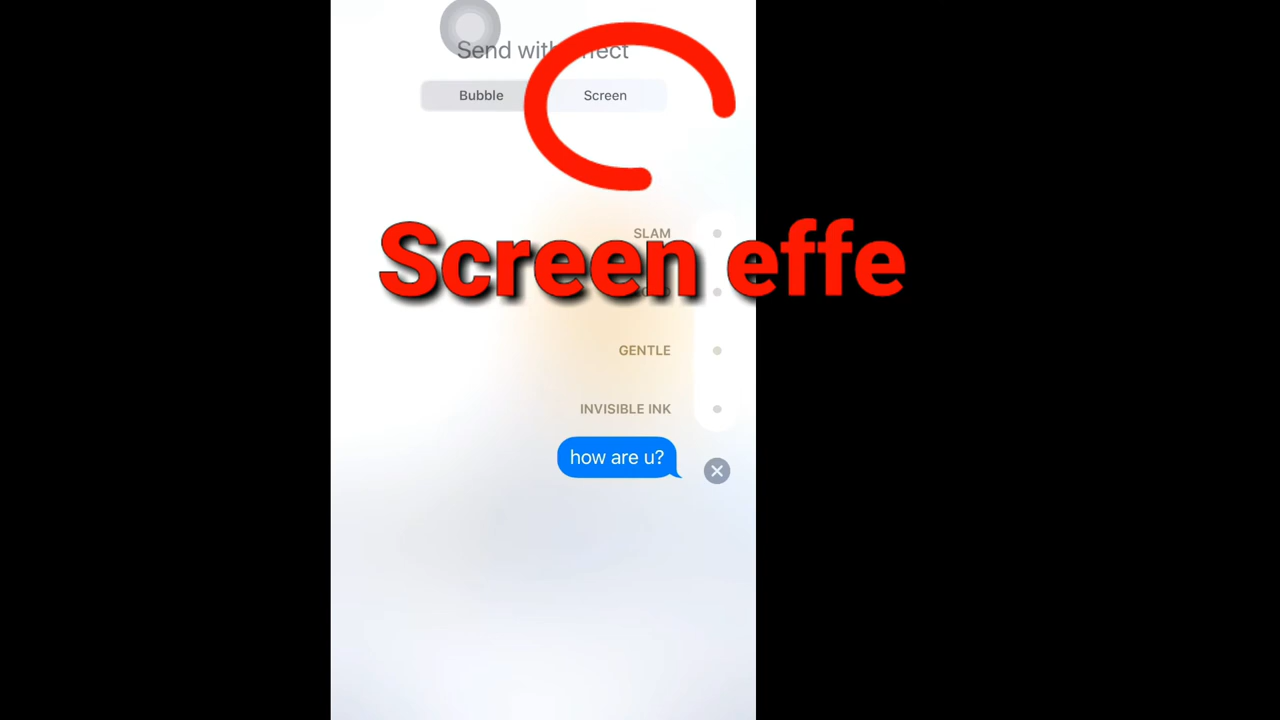 Send with effect
Bubble
Screen
SLAM
Screen effe
GENTLE
INVISIBLE INK
how are u?